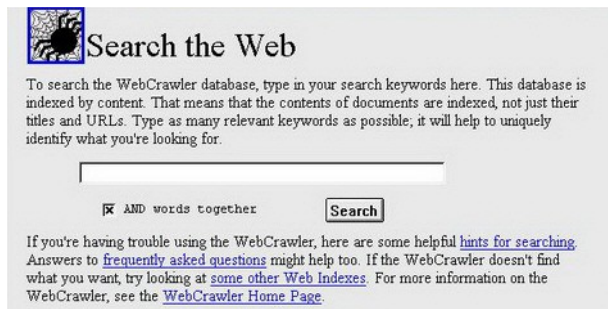 Search the Web
To search the WebCrawler database, type in your search keywords here. This database is
indexed by content. That means that the contents of documents are indexed, not just their
titles and URLs. Type as many relevant keywords as possible; it will help to uniquely
identify what you're looking for.
AND words together
Search
If you're having trouble using the WebCrawler, here are some helpful hints for searching.
Answers to frequently asked questions might help too. If the WebCrawler doesn't find
what you want, try looking at some other Web Indexes. For more information on the
WebCrawler, see the WebCrawler Home Page.